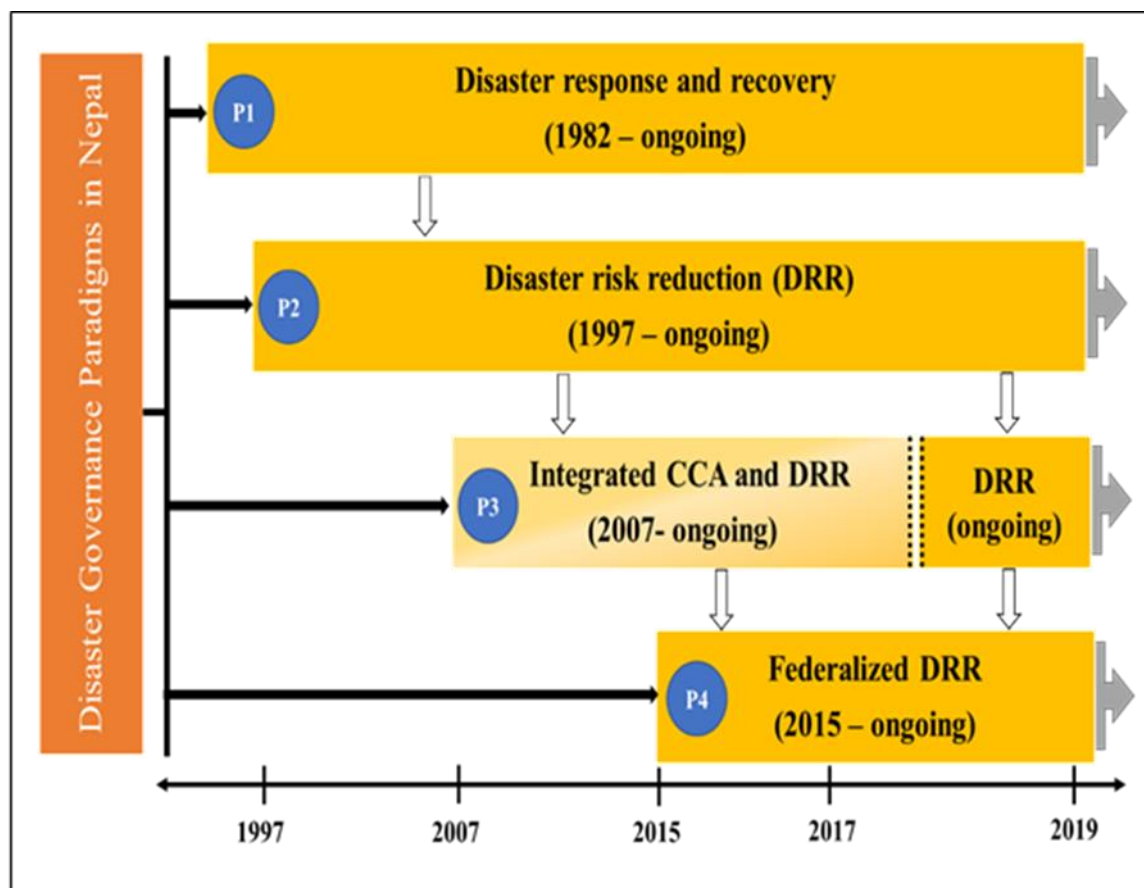 Disaster Governance Paradigms in Nepal
P1
Disaster response and recovery
(1982 – ongoing)
P2
Disaster risk reduction (DRR)
(1997 – ongoing)
P3
Integrated CCA and DRR
(2007- ongoing)
DRR
(ongoing)
P4
Federalized DRR
(2015 – ongoing)
1997
2007
2015
2017
2019